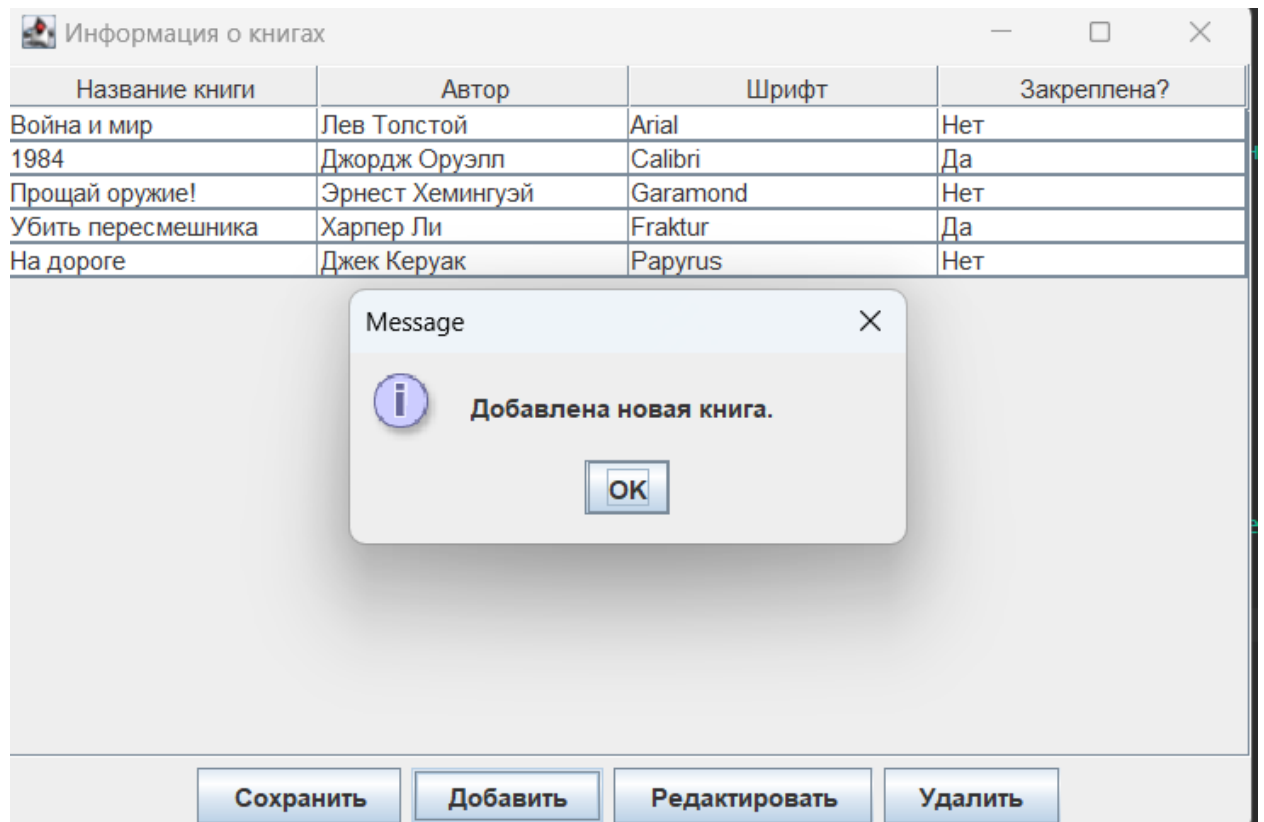 Информация о книгах
Название книги Автор Шрифт Закреплена?
Война и мир Лев Толстой Arial Нет
1984 Джордж Оруэлл Calibri Да
Прощай оружие! Эрнест Хемингуэй Garamond Нет
Убить пересмешника Харпер Ли Fraktur Да
На дороге Джек Керуак Papyrus Нет
Message
Добавлена новая книга.
OK
Сохранить Добавить Редактировать Удалить